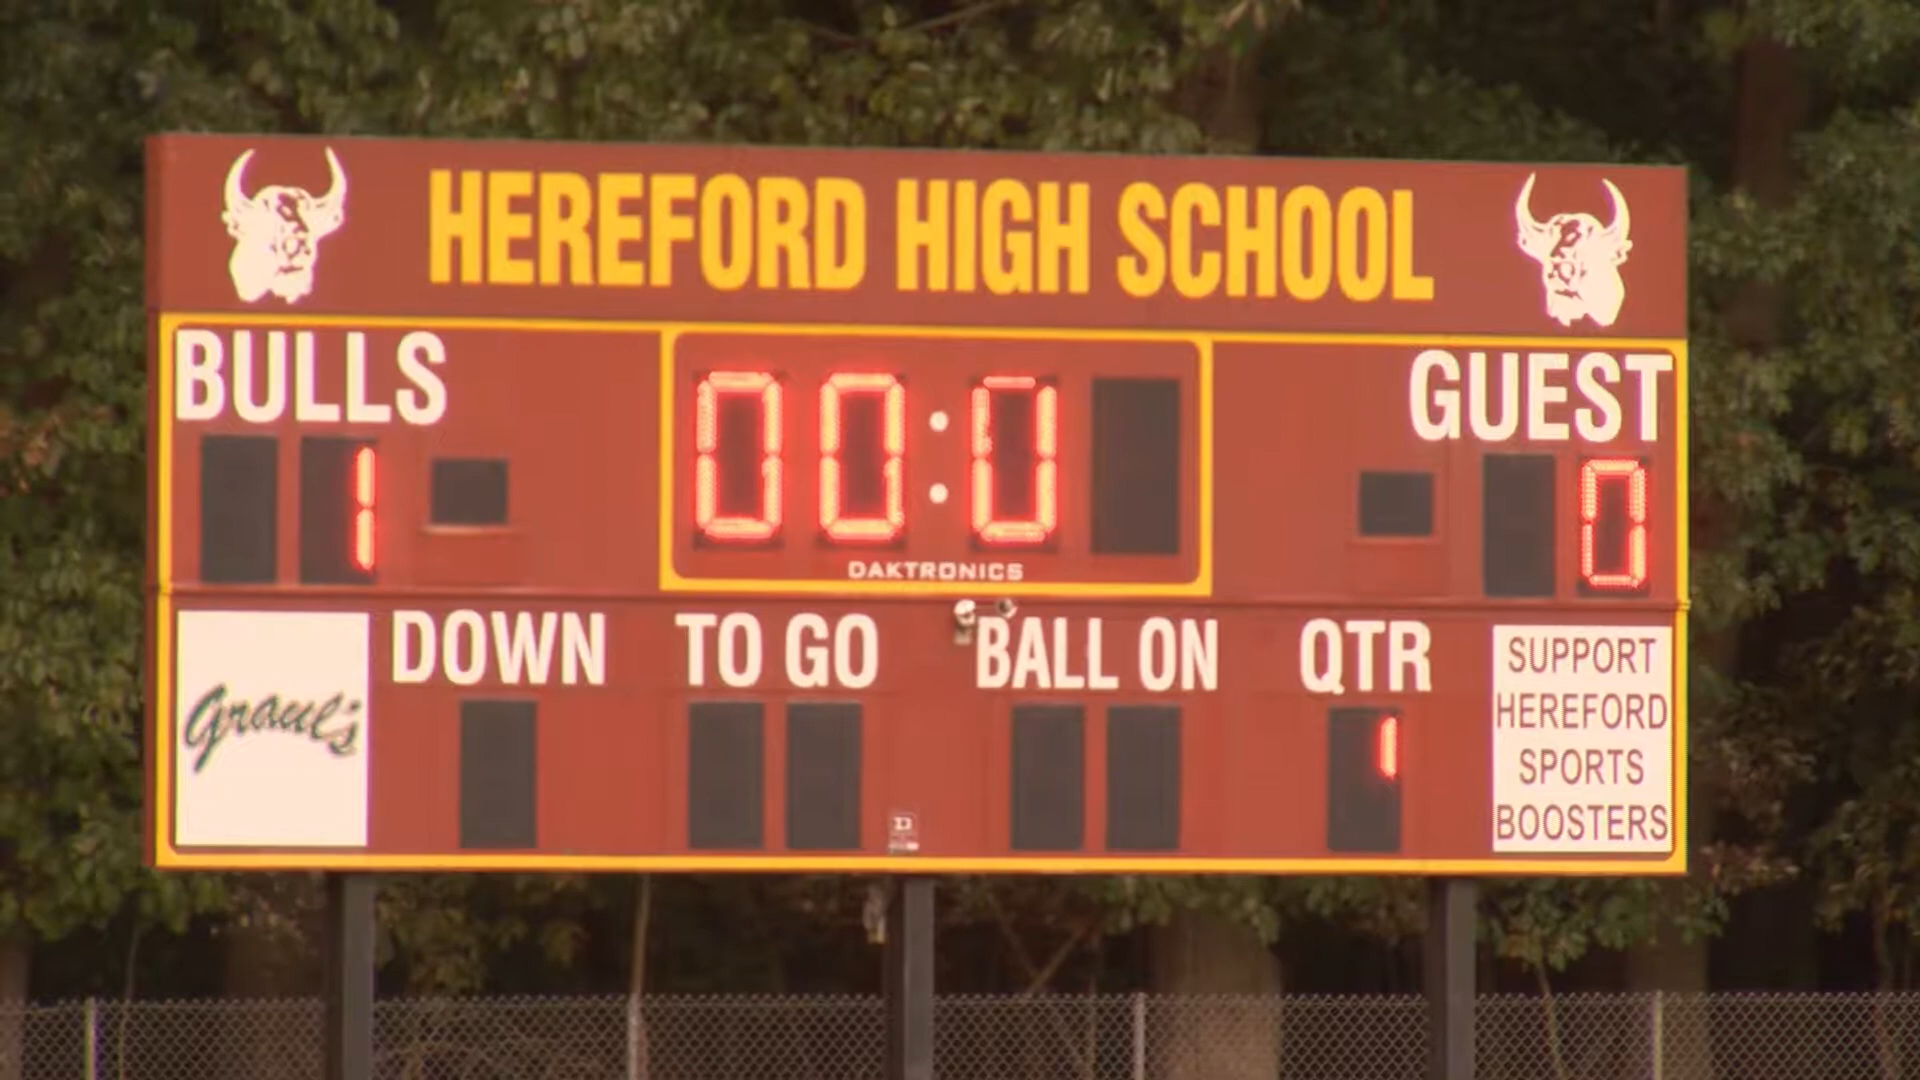 HEREFORD HIGH SCHOOL
BULLS
00:0
GUEST
1
0
DAKTRONICS
DOWN
TO GO
BALL ON
QTR
1
Graul's
SUPPORT
HEREFORD
SPORTS
BOOSTERS